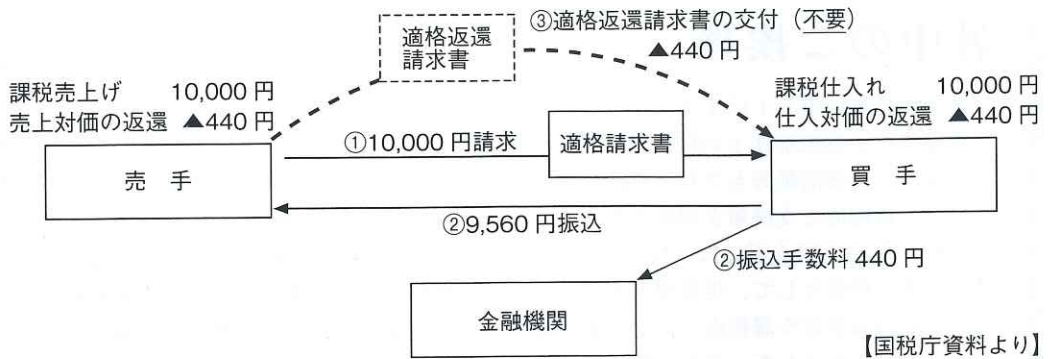 ③適格返還請求書の交付（不要）
▲440円
適格返還
請求書
課税売上げ 10,000円
売上対価の返還 ▲440円
課税仕入れ 10,000円
仕入対価の返還 ▲440円
①10,000円請求
適格請求書
売 手
買 手
②9,560円振込
②振込手数料440円
金融機関
【国税庁資料より】